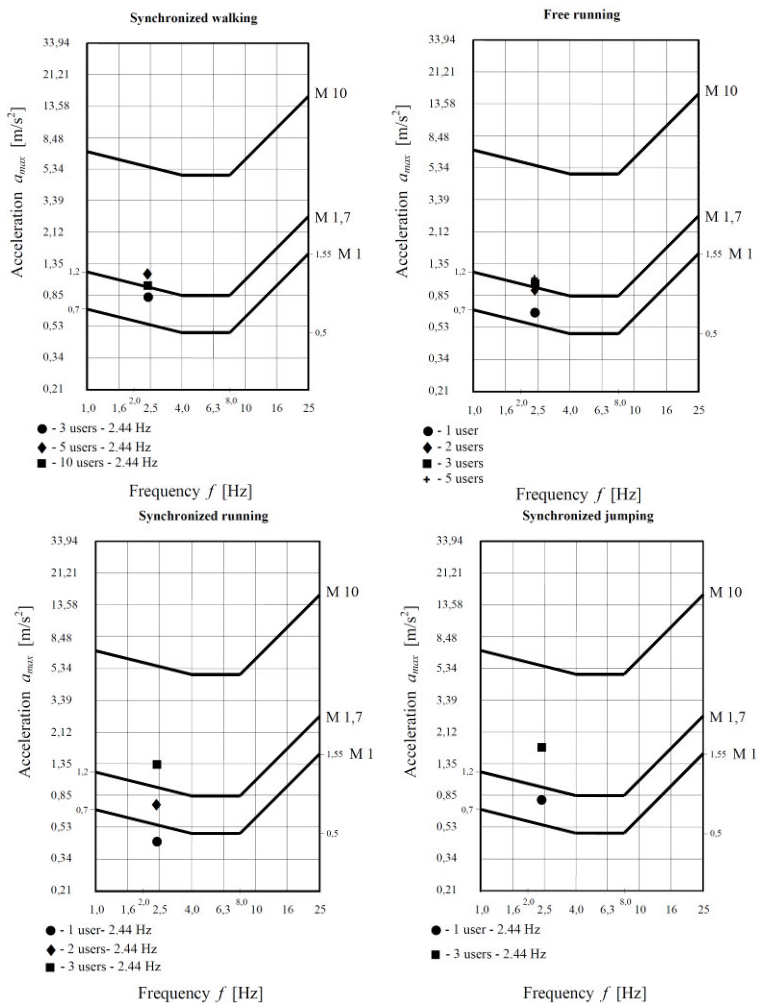 Synchronized walking
Acceleration a_max [m/s²]
33,94
21,21
13,58
8,48
5,34
3,39
2,12
1,35
1,2
0,85
0,7
0,53
0,34
0,21
M 10
M 1,7
1,55 M 1
0,5
1,0 1,6 2,0 2,5 4,0 6,3 8,0 10 16 25
- 3 users - 2.44 Hz
- 5 users - 2.44 Hz
- 10 users - 2.44 Hz
Frequency f [Hz]
Free running
Acceleration a_max [m/s²]
33,94
21,21
13,58
8,48
5,34
3,39
2,12
1,35
1,2
0,85
0,7
0,53
0,34
0,21
M 10
M 1,7
1,55 M 1
0,5
1,0 1,6 2,0 2,5 4,0 6,3 8,0 10 16 25
- 1 user
- 2 users
- 3 users
- 5 users
Frequency f [Hz]
Synchronized running
Acceleration a_max [m/s²]
33,94
21,21
13,58
8,48
5,34
3,39
2,12
1,35
1,2
0,85
0,7
0,53
0,34
0,21
M 10
M 1,7
1,55 M 1
0,5
1,0 1,6 2,0 2,5 4,0 6,3 8,0 10 16 25
- 1 user- 2.44 Hz
- 2 users- 2.44 Hz
- 3 users - 2.44 Hz
Frequency f [Hz]
Synchronized jumping
Acceleration a_max [m/s²]
33,94
21,21
13,58
8,48
5,34
3,39
2,12
1,35
1,2
0,85
0,7
0,53
0,34
0,21
M 10
M 1,7
1,55 M 1
0,5
1,0 1,6 2,0 2,5 4,0 6,3 8,0 10 16 25
- 1 user - 2.44 Hz
- 3 users - 2.44 Hz
Frequency f [Hz]